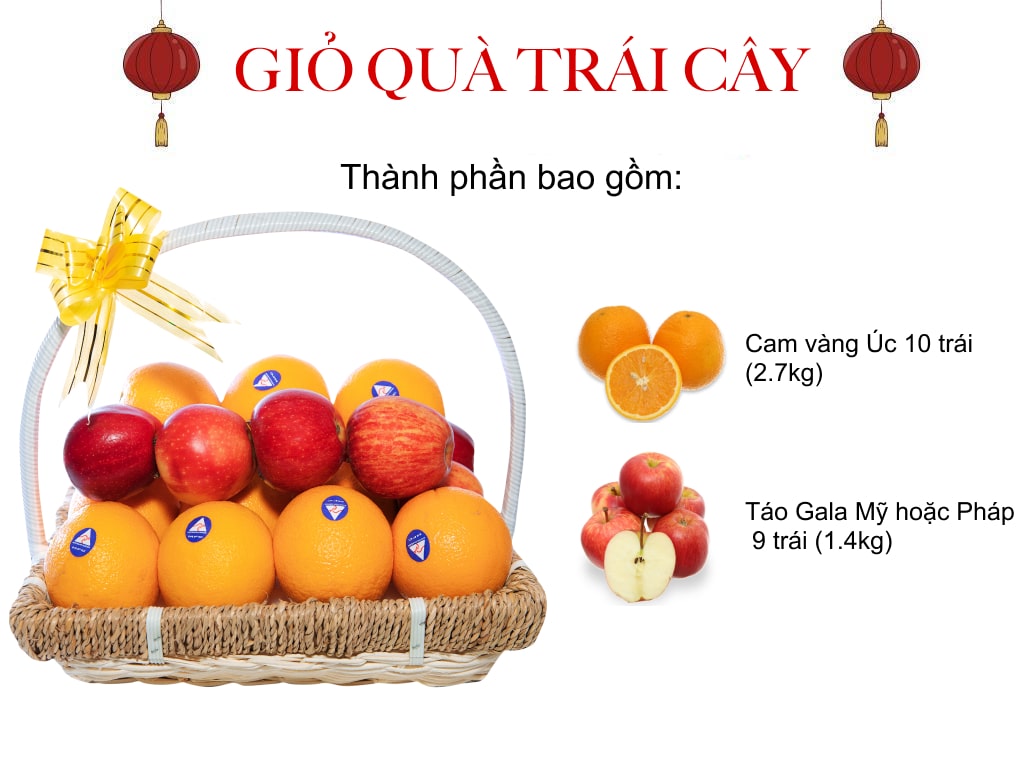 GIỎ QUÀ TRÁI CÂY
Thành phần bao gồm:
Cam vàng Úc 10 trái
(2.7kg)
Táo Gala Mỹ hoặc Pháp
9 trái (1.4kg)